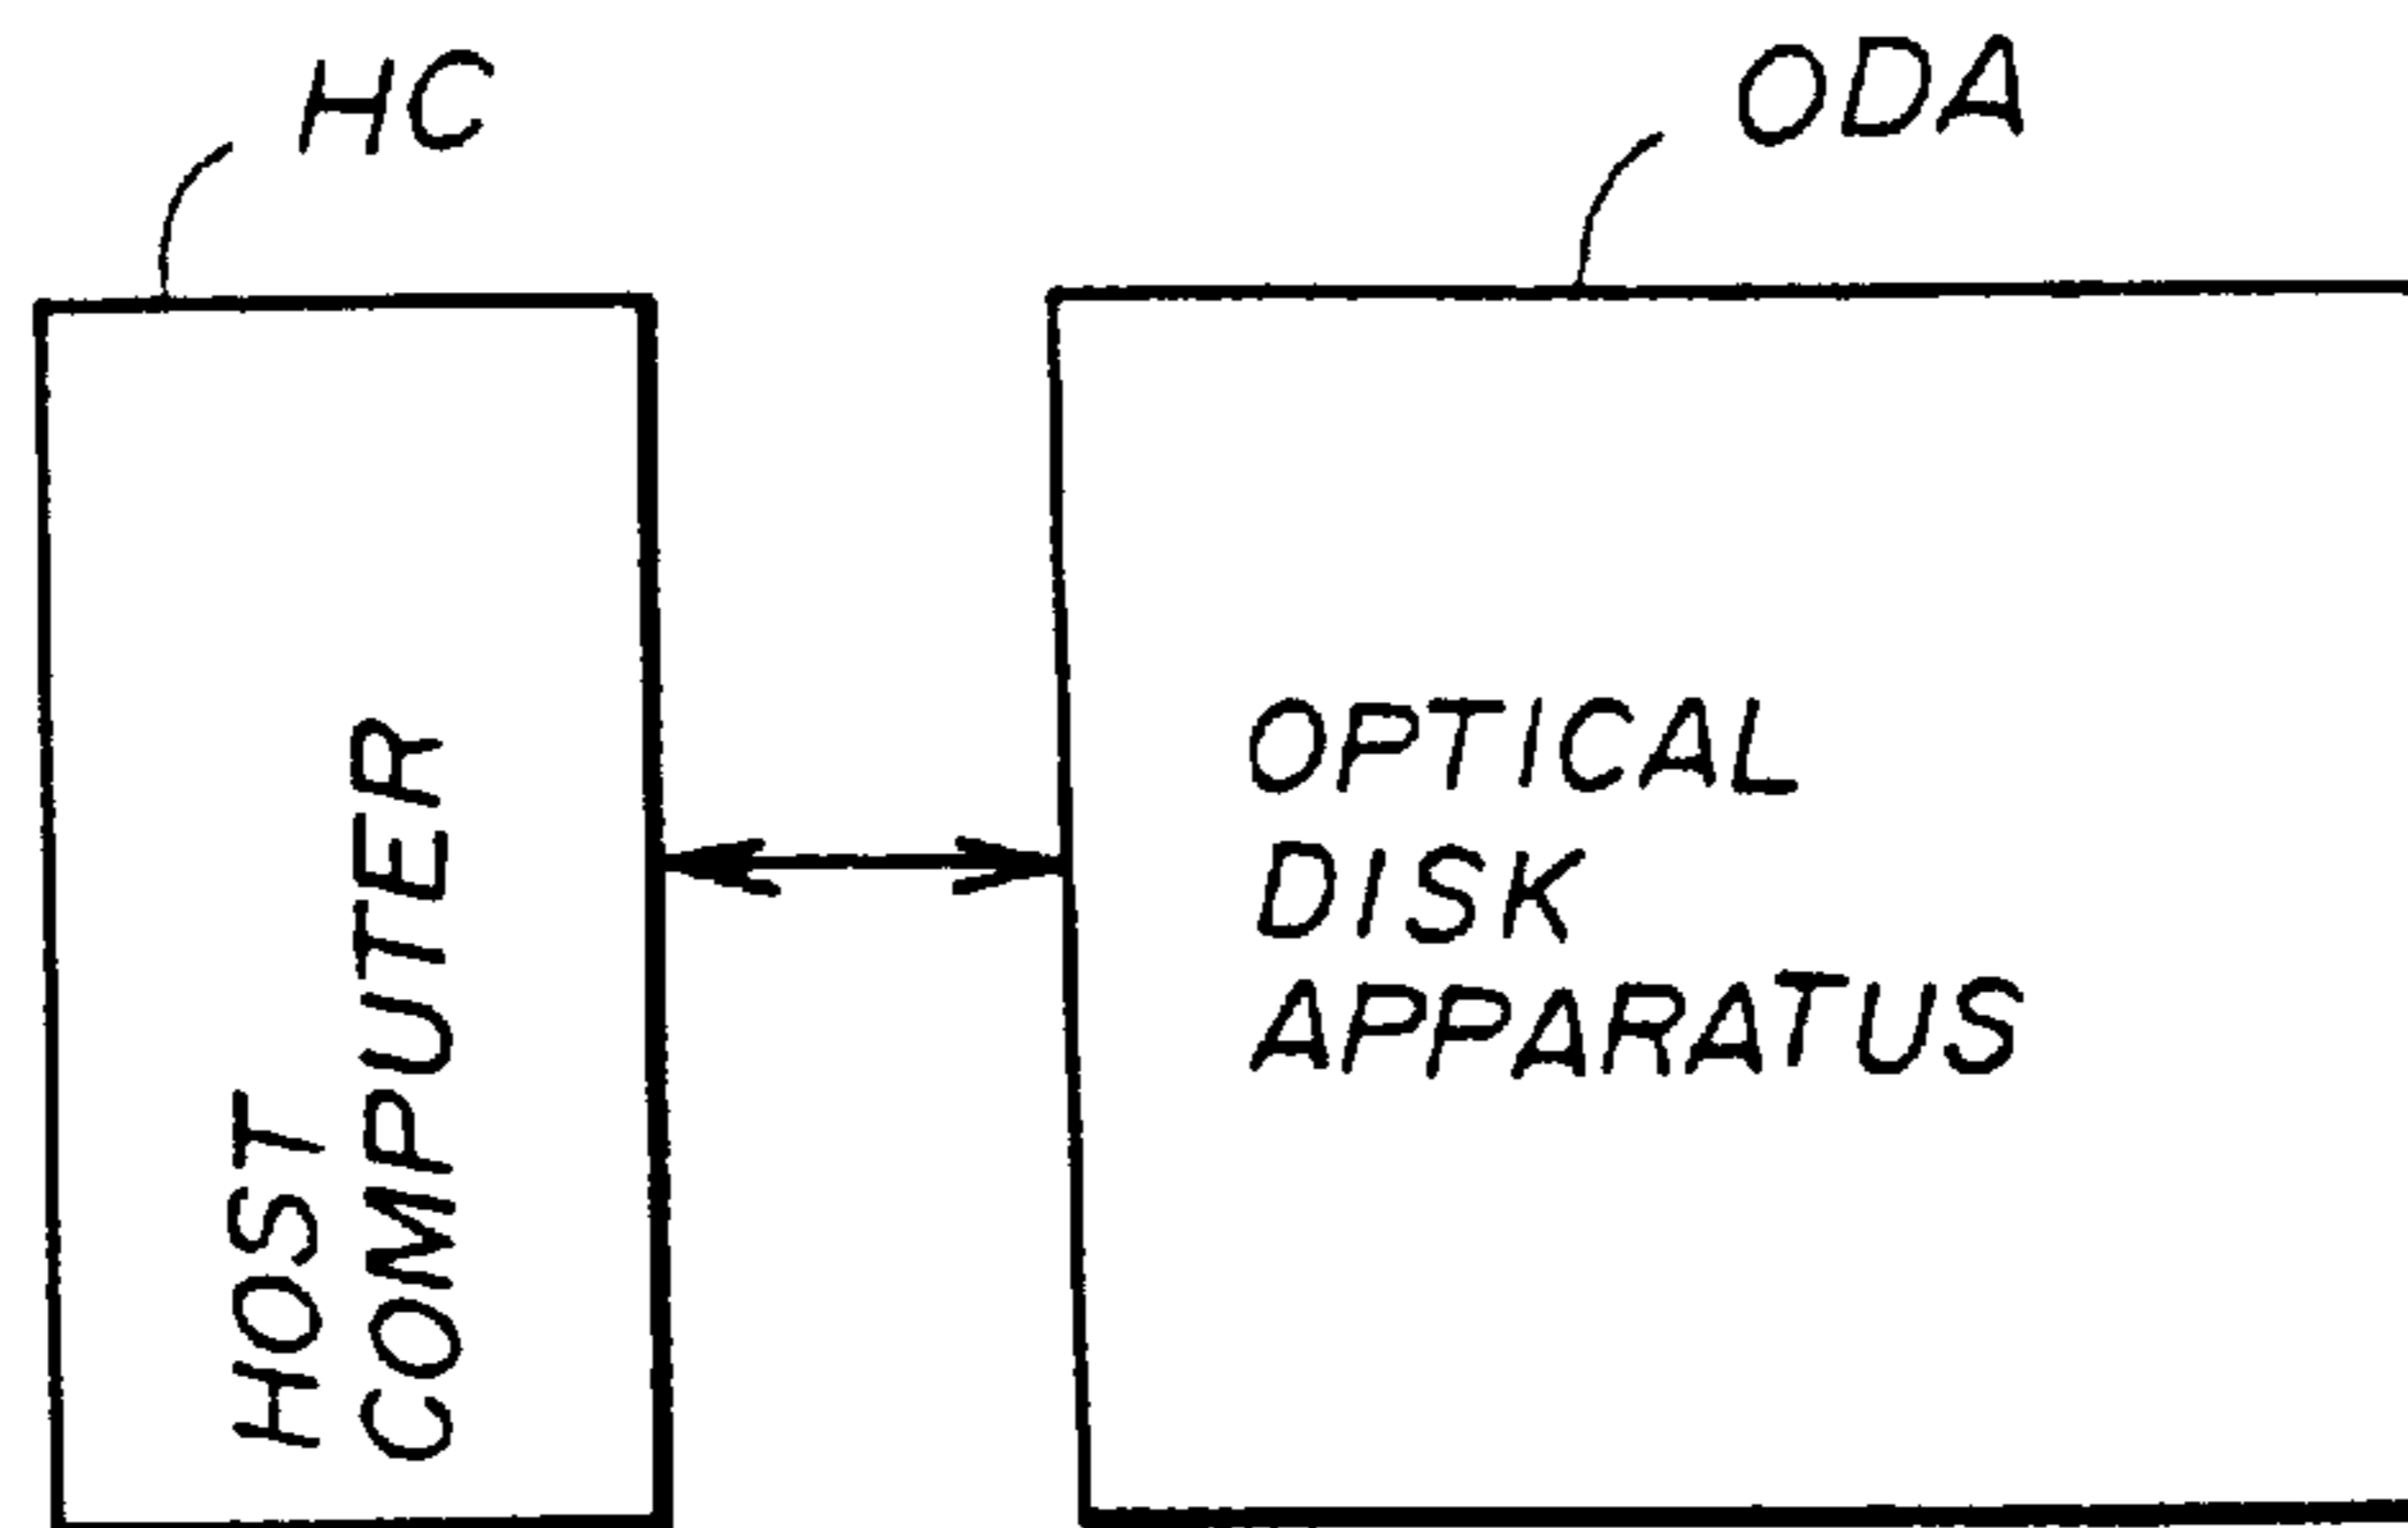 HC
ODA
HOST
COMPUTER
OPTICAL
DISK
APPARATUS